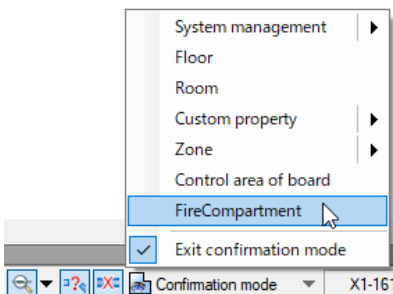 System management
Floor
Room
Custom property
Zone
Control area of board
FireCompartment
Exit confirmation mode
Confirmation mode X1-161